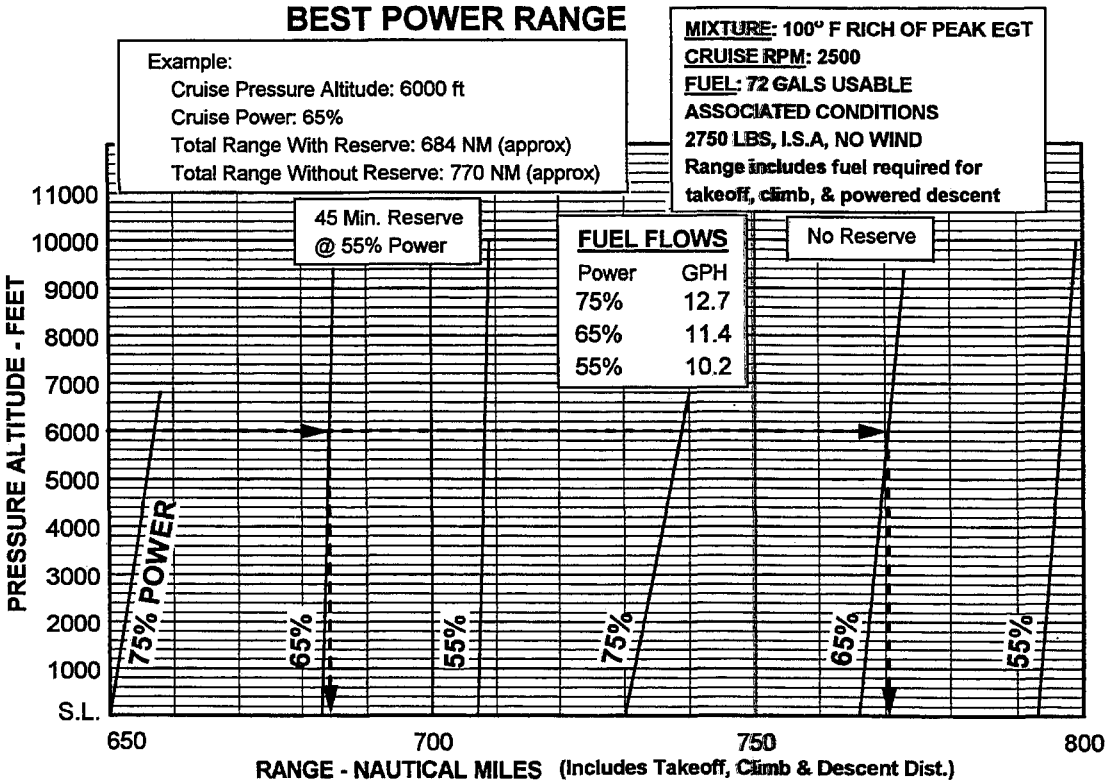 BEST POWER RANGE
Example:
Cruise Pressure Altitude: 6000 ft
Cruise Power: 65%
Total Range With Reserve: 684 NM (approx)
Total Range Without Reserve: 770 NM (approx)
MIXTURE: 100° F RICH OF PEAK EGT
CRUISE RPM: 2500
FUEL: 72 GALS USABLE
ASSOCIATED CONDITIONS
2750 LBS, I.S.A, NO WIND
Range includes fuel required for
takeoff, climb, & powered descent
45 Min. Reserve
@ 55% Power
FUEL FLOWS
Power GPH
75% 12.7
65% 11.4
55% 10.2
No Reserve
PRESSURE ALTITUDE - FEET
11000
10000
9000
8000
7000
6000
5000
4000
3000
2000
1000
S.L.
75% POWER
65%
55%
75%
65%
55%
650 700 750 800
RANGE - NAUTICAL MILES (Includes Takeoff, Climb & Descent Dist.)